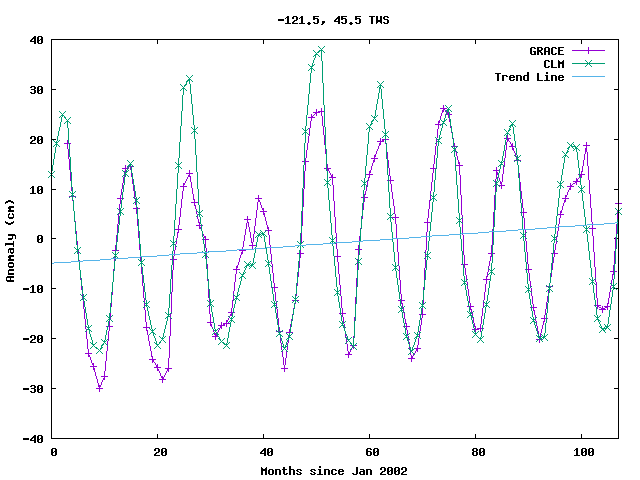 -121.5, 45.5 TWS
GRACE
CLM
Trend Line
40
30
20
10
0
-10
-20
-30
-40
Anomaly (cm)
0 20 40 60 80 100
Months since Jan 2002